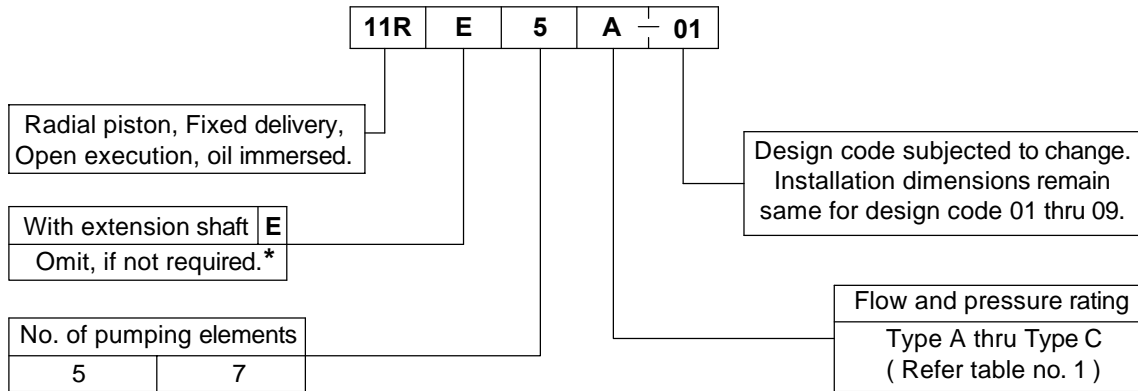 11R E 5 A - 01
Radial piston, Fixed delivery,
Open execution, oil immersed.
With extension shaft E
Omit, if not required.*
No. of pumping elements
5 7
Design code subjected to change.
Installation dimensions remain
same for design code 01 thru 09.
Flow and pressure rating
Type A thru Type C
( Refer table no. 1 )